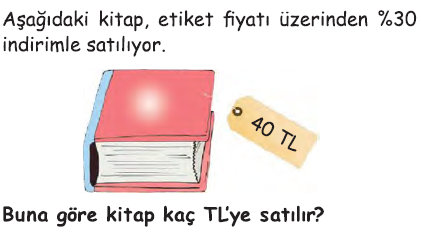 Aşağıdaki kitap, etiket fiyatı üzerinden %30
indirimle satılıyor.
40 TL
Buna göre kitap kaç TL'ye satılır?